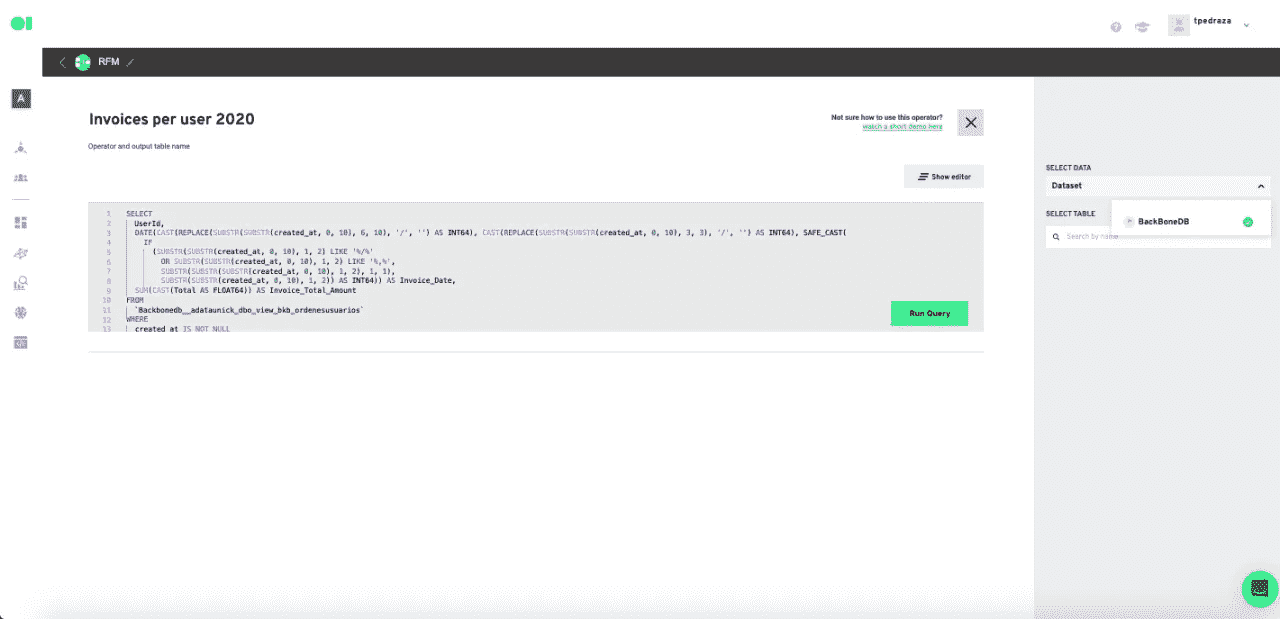 tpedraza
RFM
A
Invoices per user 2020
Operator and output table name
Not sure how to use this operator?
Watch a short demo here
Show editor
1 SELECT
2 UserId,
3 DATE(CAST(REPLACE(SUBSTR(SUBSTR(created_at, 0, 10), 6, 10), '/', '') AS INT64), CAST(REPLACE(SUBSTR(SUBSTR(created_at, 0, 10), 3, 3), '/', '') AS INT64), SAFE_CAST(
4 IF
5 (SUBSTR(SUBSTR(created_at, 0, 10), 1, 2) LIKE '%/%'
6 OR SUBSTR(SUBSTR(created_at, 0, 10), 1, 2) LIKE '%,%',
7 SUBSTR(SUBSTR(SUBSTR(created_at, 0, 10), 1, 2), 1, 1),
8 SUBSTR(SUBSTR(created_at, 0, 10), 1, 2)) AS INT64)) AS Invoice_Date,
9 SUM(CAST(Total AS FLOAT64)) AS Invoice_Total_Amount
10 FROM
11 `Backbonedb__adataunick_dbo_view_bkb_ordenesusuarios`
12 WHERE
13 created_at IS NOT NULL
Run Query
SELECT DATA
Dataset
BackBoneDB
SELECT TABLE
Search by name